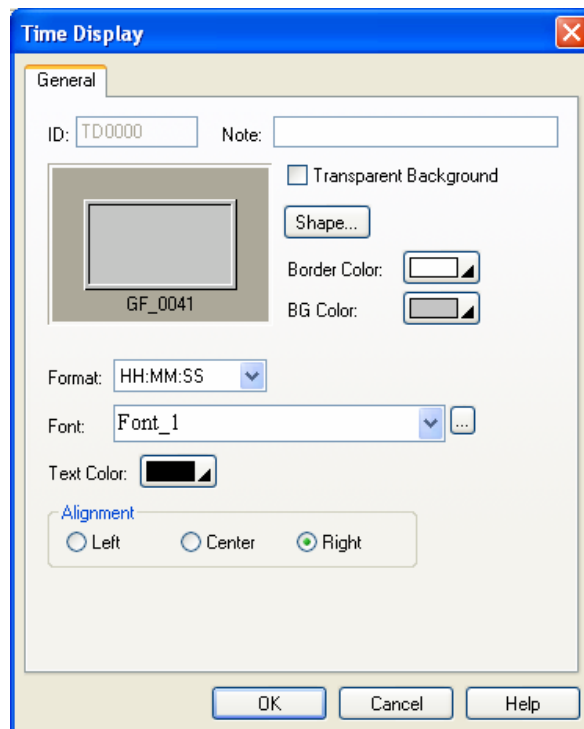 Time Display
General
ID: TD0000 Note:
Transparent Background
Shape...
Border Color:
GF_0041
BG Color:
Format: HH:MM:SS
Font: Font_1 ...
Text Color:
Alignment
Left Center Right
OK Cancel Help